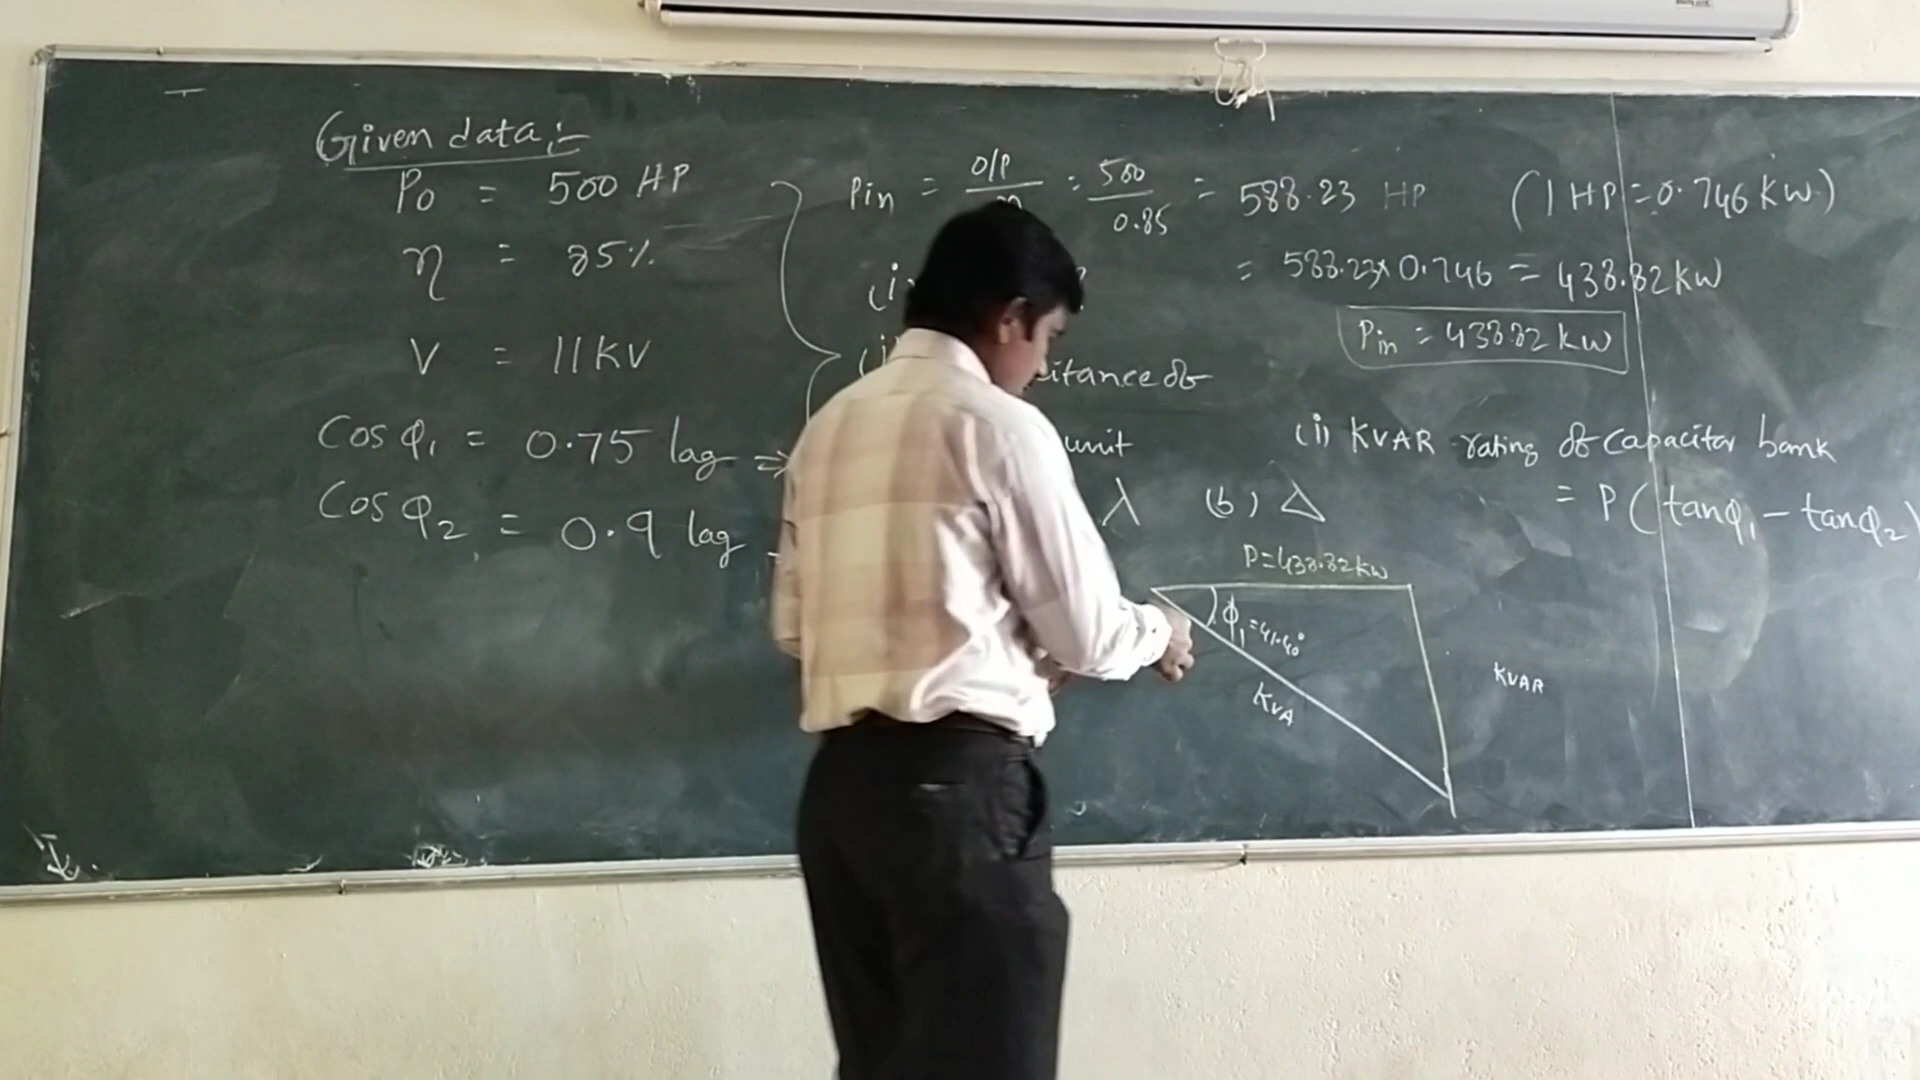 Given data:-
Po = 500 HP
η = 85%
V = 11 KV
Cos φ1 = 0.75 lag ⇒
Cos φ2 = 0.9 lag
Pin = O/P / η = 500 / 0.85 = 588.23 HP (1 HP = 0.746 KW)
= 588.23 x 0.746 = 438.82 KW
Pin = 438.82 KW
unit
λ (b) Δ
(i) KVAR rating of capacitor bank
= P ( tanφ1 - tanφ2 )
P = 438.82 KW
φ1 = 41.40°
KVA
KVAR